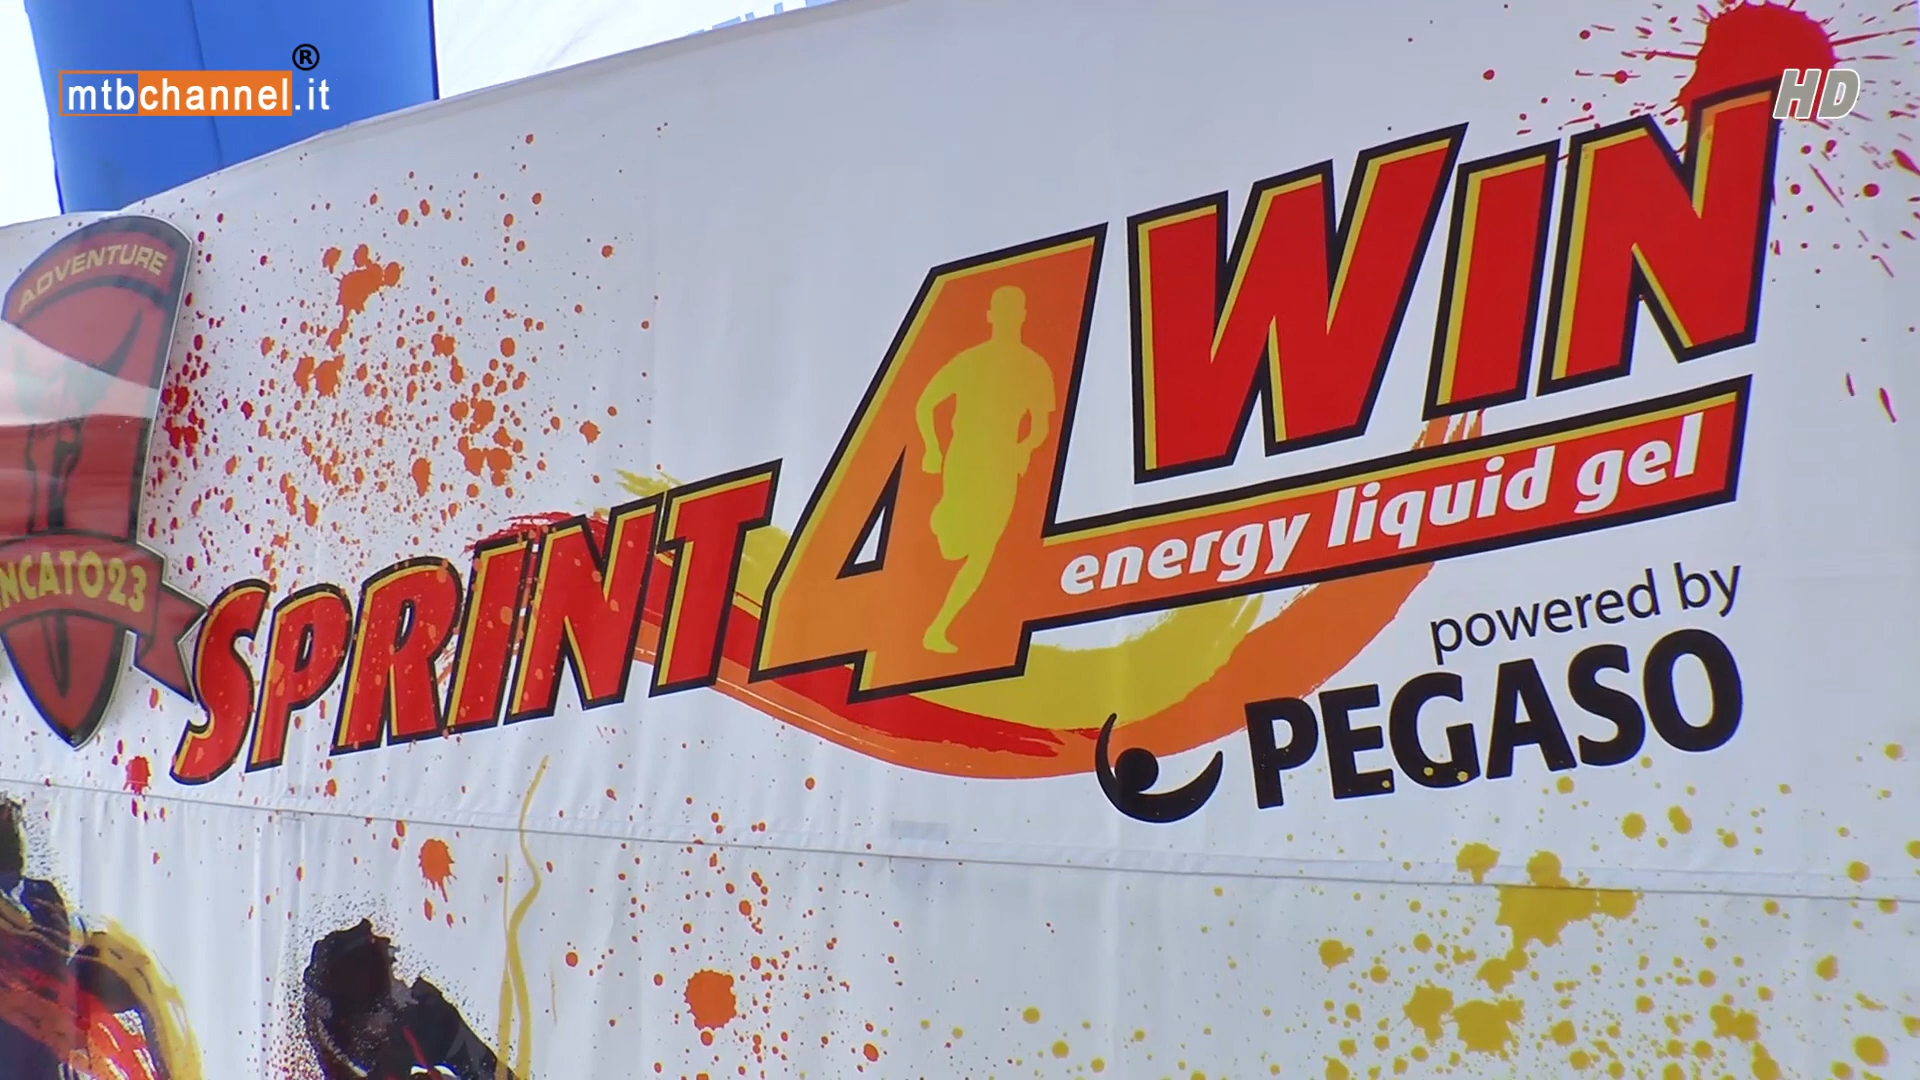 mtbchannel.it
®
HD
ADVENTURE
NCATO23
SPRINT4WIN
energy liquid gel
powered by
PEGASO